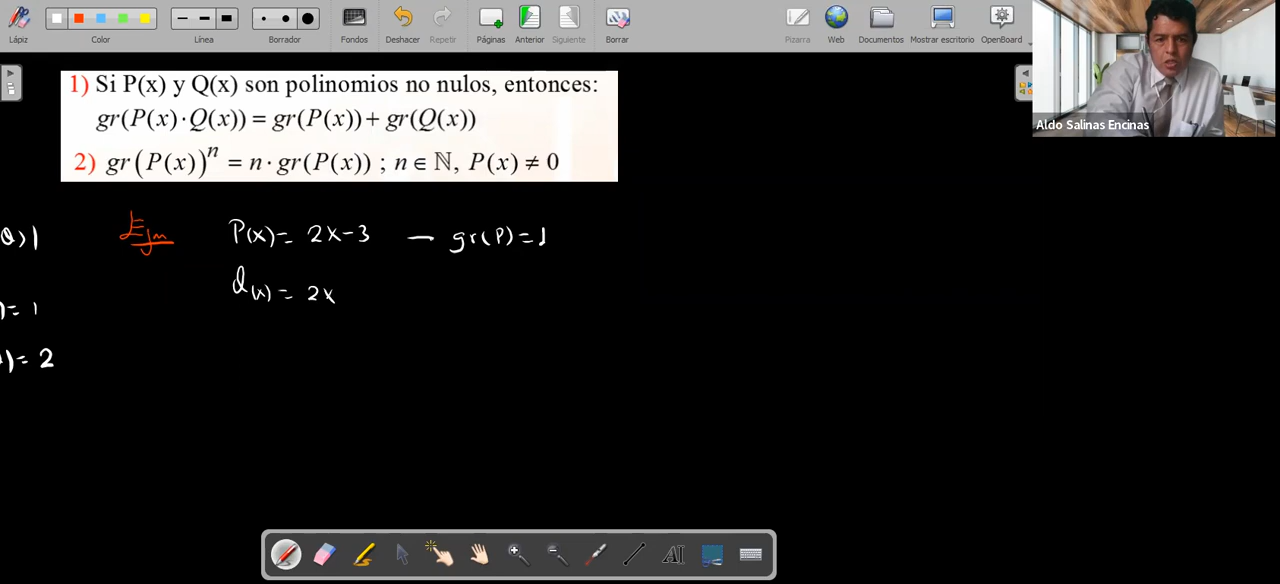 Lápiz Color Línea Borrador Fondos Deshacer Repetir Páginas Anterior Siguiente Borrar Pizarra Web Documentos Mostrar escritorio OpenBoard
1) Si P(x) y Q(x) son polinomios no nulos, entonces:
gr(P(x)·Q(x)) = gr(P(x)) + gr(Q(x))
2) gr(P(x))ⁿ = n·gr(P(x)) ; n ∈ ℕ, P(x) ≠ 0
Aldo Salinas Encinas
Ejm P(x) = 2x-3 — gr(P) = 1
Q(x) = 2x
) = 1
) = 2
AI